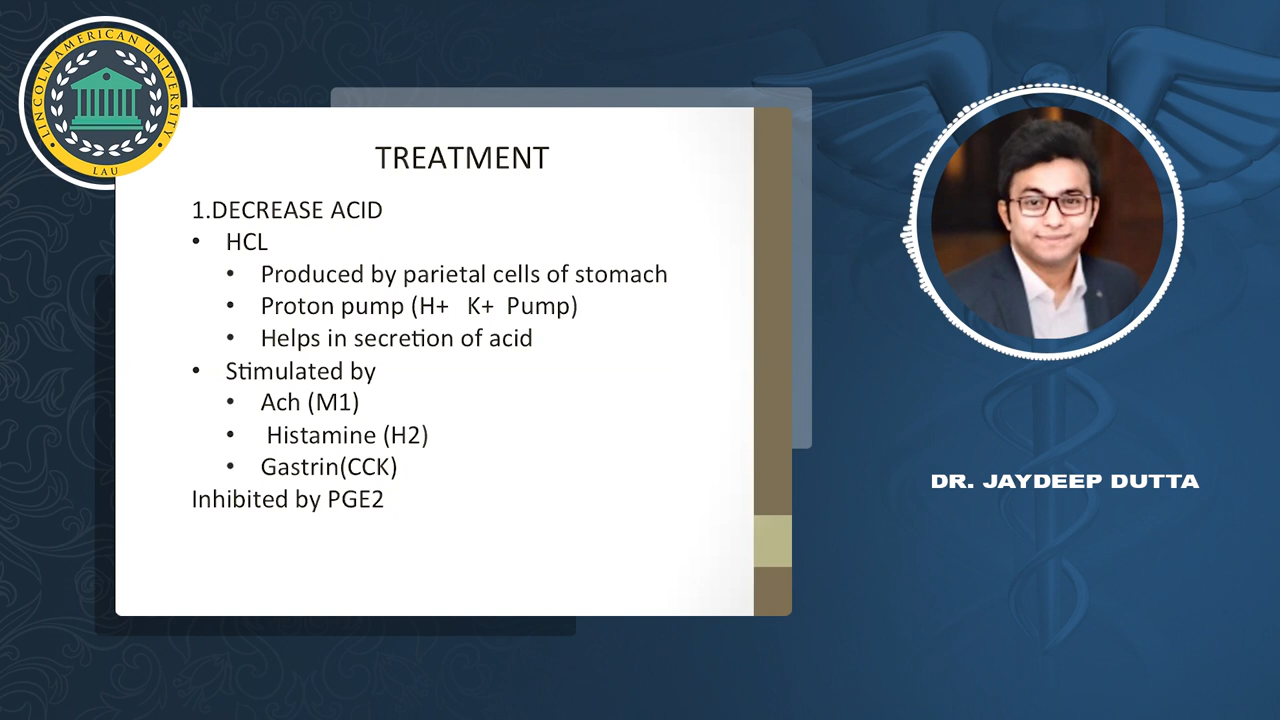 LINCOLN AMERICAN UNIVERSITY
LAU
TREATMENT
1.DECREASE ACID
• HCL
• Produced by parietal cells of stomach
• Proton pump (H+ K+ Pump)
• Helps in secretion of acid
• Stimulated by
• Ach (M1)
• Histamine (H2)
• Gastrin(CCK)
Inhibited by PGE2
DR. JAYDEEP DUTTA